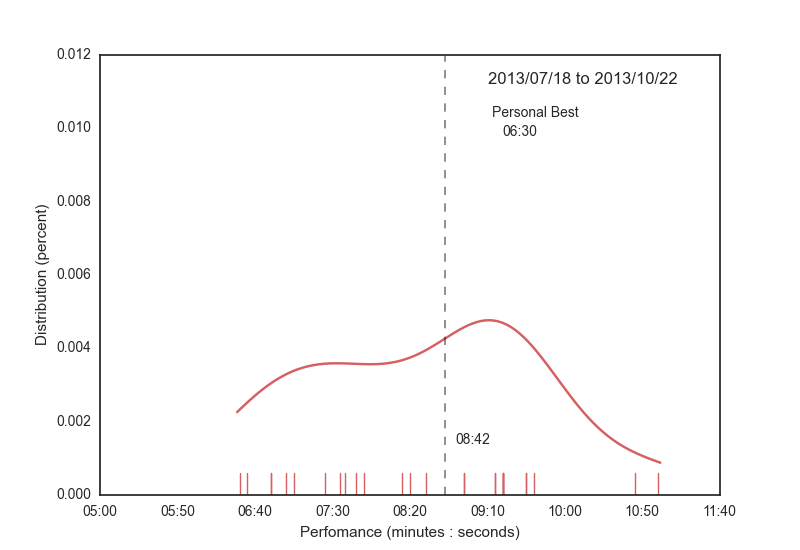 2013/07/18 to 2013/10/22
Personal Best
06:30
08:42
Distribution (percent)
0.012
0.010
0.008
0.006
0.004
0.002
0.000
05:00 05:50 06:40 07:30 08:20 09:10 10:00 10:50 11:40
Perfomance (minutes : seconds)